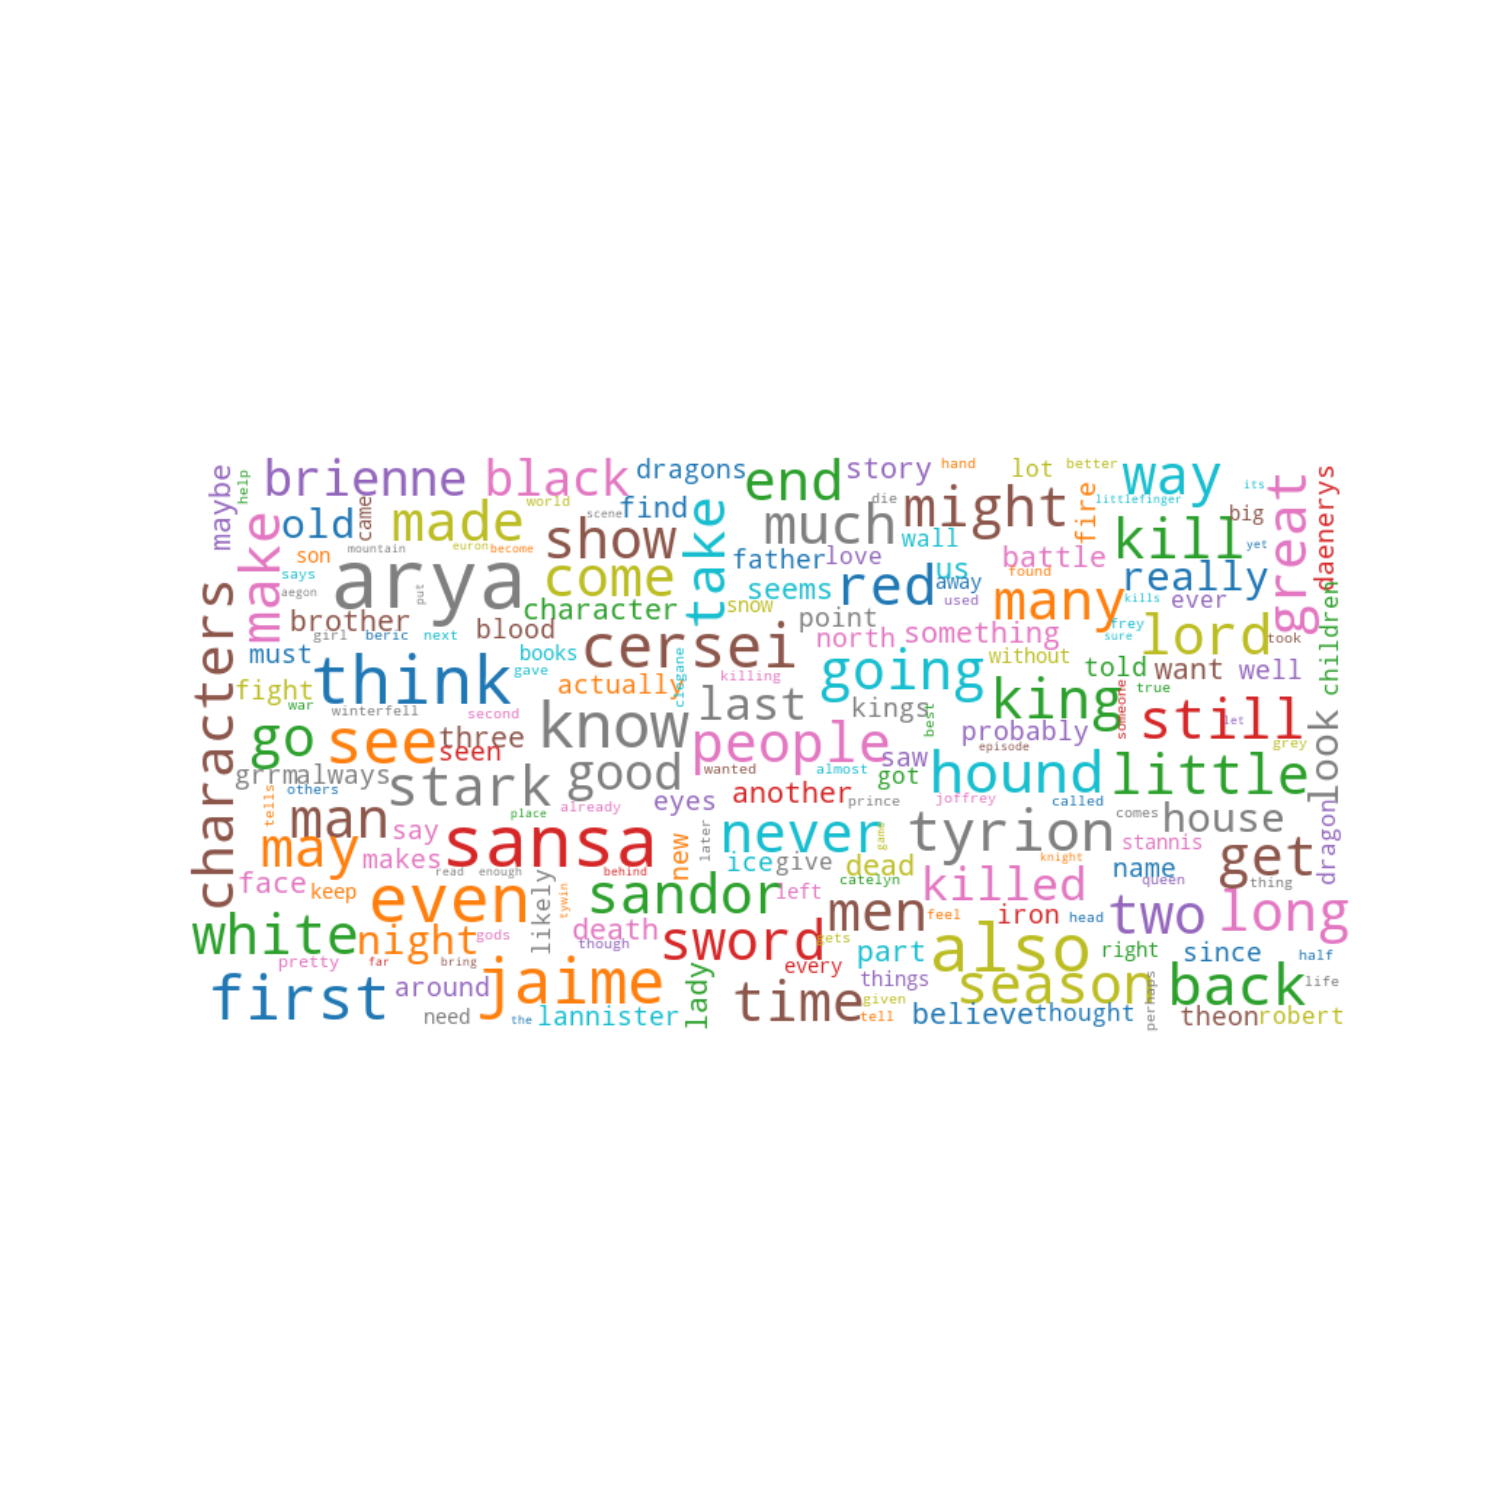 maybe
help
brienne
black
dragons
end
story
hand
lot
better
way
its
great
daenerys
make
old
came
made
world
scene
find
take
much
die
might
fire
littlefinger
kill
big
yet
son
mountain
euron
become
show
father
love
wall
us
battle
found
really
says
aegon
arya
put
come
seems
red
away
used
many
kills
ever
children
characters
brother
girl
beric
next
blood
character
snow
point
north
something
frey
sure
lord
took
must
think
books
gave
cersei
clegane
killing
going
without
told
want
well
fight
war
winterfell
second
actually
know
last
kings
best
king
true
someone
still
let
go
see
three
seen
people
saw
probably
episode
grey
look
grrm
always
others
stark
good
wanted
almost
got
hound
little
tells
man
place
already
eyes
another
prince
joffrey
called
comes
house
dragon
may
say
makes
sansa
new
later
never
game
tyrion
stannis
get
face
keep
read
enough
behind
ice
give
dead
knight
name
queen
thing
even
likely
tywin
sandor
left
catelyn
killed
white
night
gods
death
though
sword
gets
men
feel
iron
head
two
long
pretty
far
bring
every
part
also
right
since
half
first
around
jaime
lady
time
things
given
season
perhaps
back
life
need
the
lannister
tell
believe
thought
theon
robert